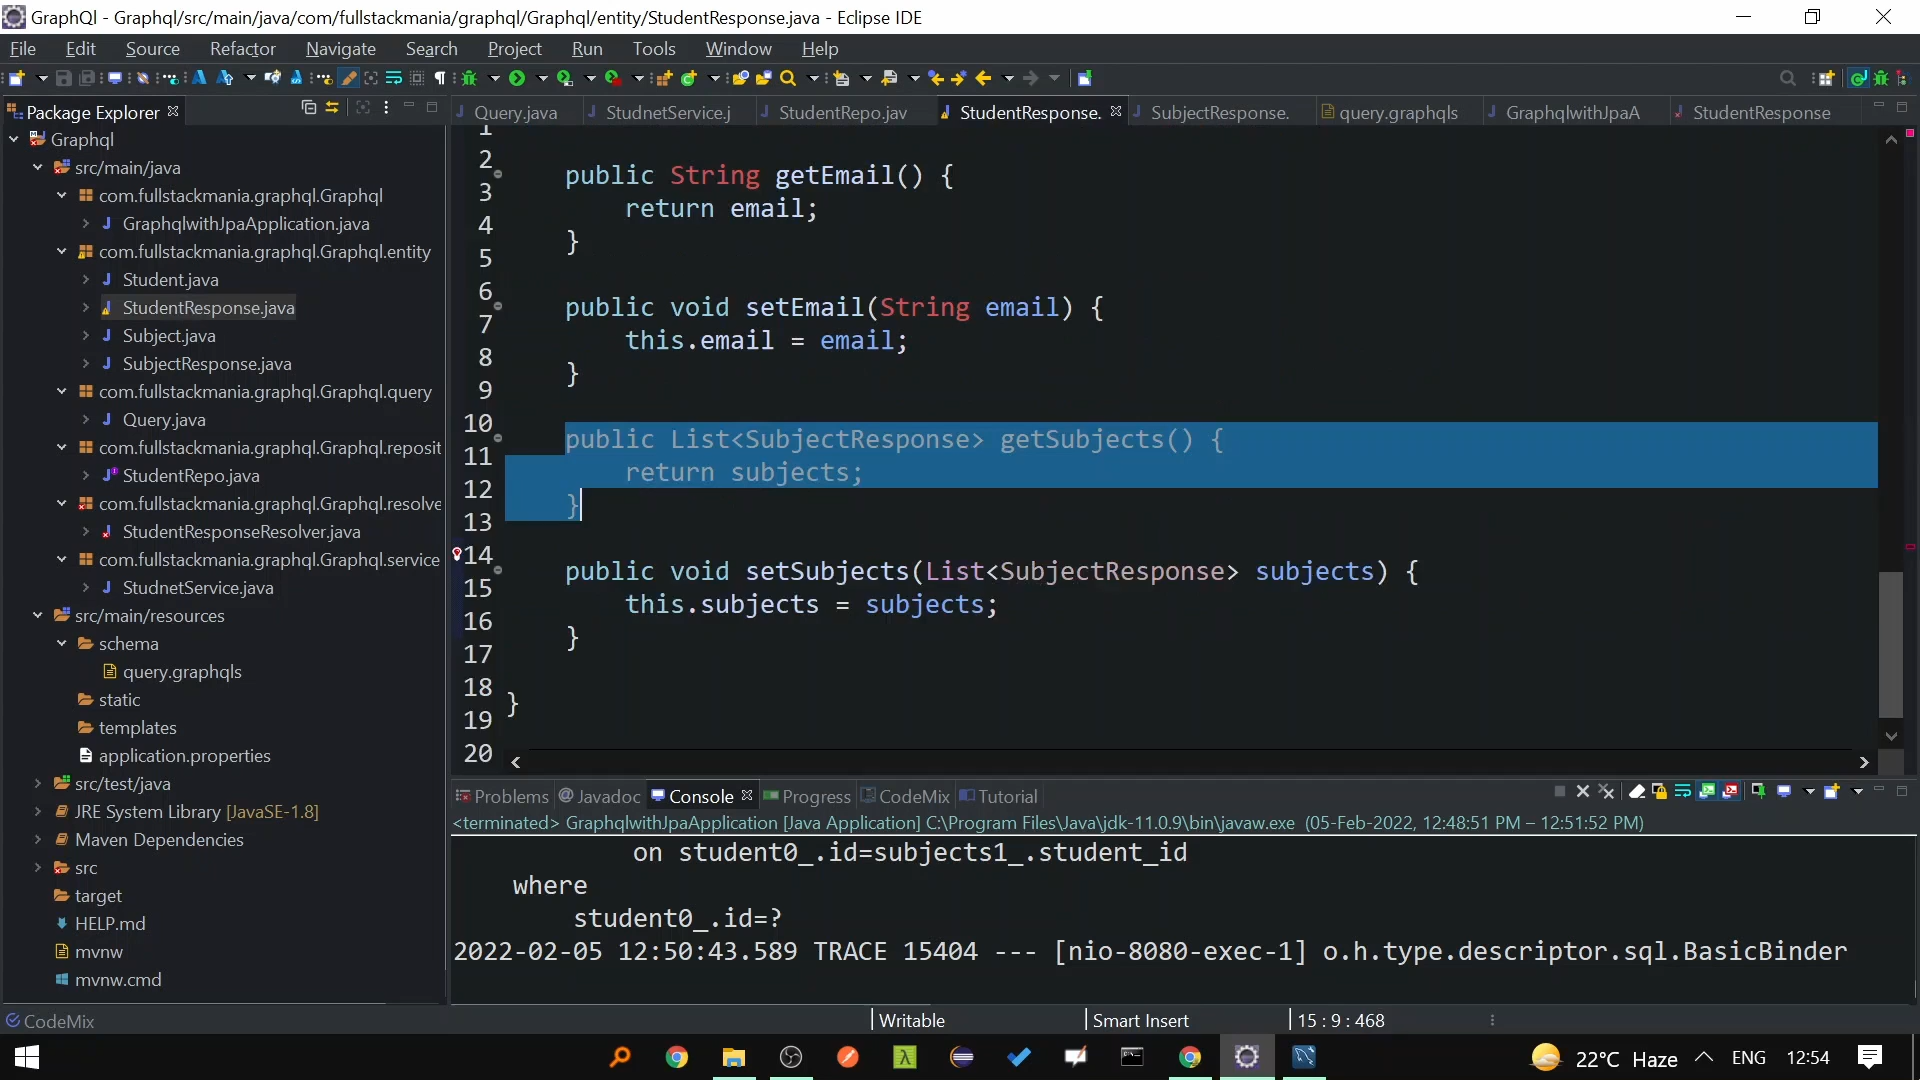 GraphQl - Graphql/src/main/java/com/fullstackmania/graphql/Graphql/entity/StudentResponse.java - Eclipse IDE
File Edit Source Refactor Navigate Search Project Run Tools Window Help
Package Explorer
Query.java StudnetService.j StudentRepo.jav StudentResponse. SubjectResponse. query.graphqls GraphqlwithJpaA StudentResponse
Graphql
src/main/java
com.fullstackmania.graphql.Graphql
GraphqlwithJpaApplication.java
com.fullstackmania.graphql.Graphql.entity
Student.java
StudentResponse.java
Subject.java
SubjectResponse.java
com.fullstackmania.graphql.Graphql.query
Query.java
com.fullstackmania.graphql.Graphql.reposit
StudentRepo.java
com.fullstackmania.graphql.Graphql.resolve
StudentResponseResolver.java
com.fullstackmania.graphql.Graphql.service
StudnetService.java
src/main/resources
schema
query.graphqls
static
templates
application.properties
src/test/java
JRE System Library [JavaSE-1.8]
Maven Dependencies
src
target
HELP.md
mvnw
mvnw.cmd
1
2
3
4
5
6
7
8
9
10
11
12
13
14
15
16
17
18
19
20
public String getEmail() {
return email;
}
public void setEmail(String email) {
this.email = email;
}
public List<SubjectResponse> getSubjects() {
return subjects;
}
public void setSubjects(List<SubjectResponse> subjects) {
this.subjects = subjects;
}
}
Problems @ Javadoc Console Progress CodeMix Tutorial
<terminated> GraphqlwithJpaApplication [Java Application] C:\Program Files\Java\jdk-11.0.9\bin\javaw.exe (05-Feb-2022, 12:48:51 PM – 12:51:52 PM)
on student0_.id=subjects1_.student_id
where
student0_.id=?
2022-02-05 12:50:43.589 TRACE 15404 --- [nio-8080-exec-1] o.h.type.descriptor.sql.BasicBinder
CodeMix Writable Smart Insert 15 : 9 : 468
22°C Haze ENG 12:54